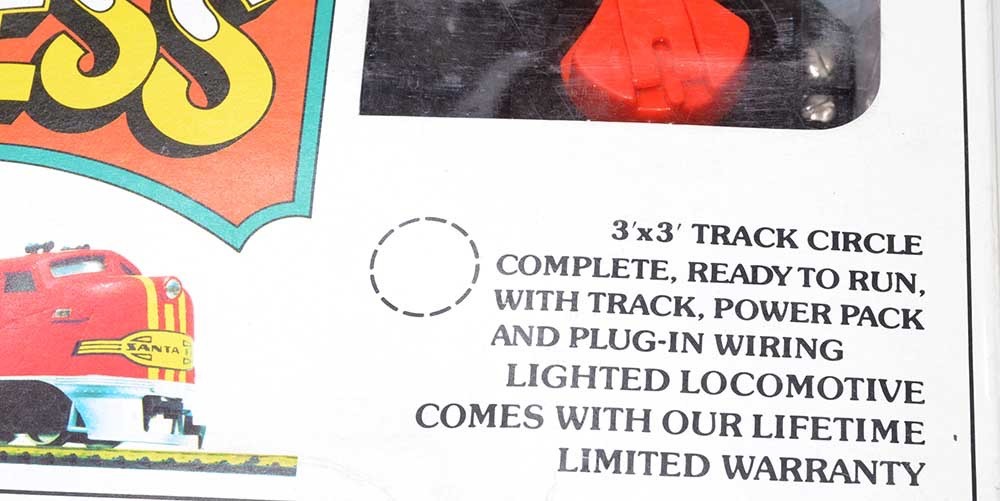 ESS
SANTA F
3'x3' TRACK CIRCLE
COMPLETE, READY TO RUN,
WITH TRACK, POWER PACK
AND PLUG-IN WIRING
LIGHTED LOCOMOTIVE
COMES WITH OUR LIFETIME
LIMITED WARRANTY